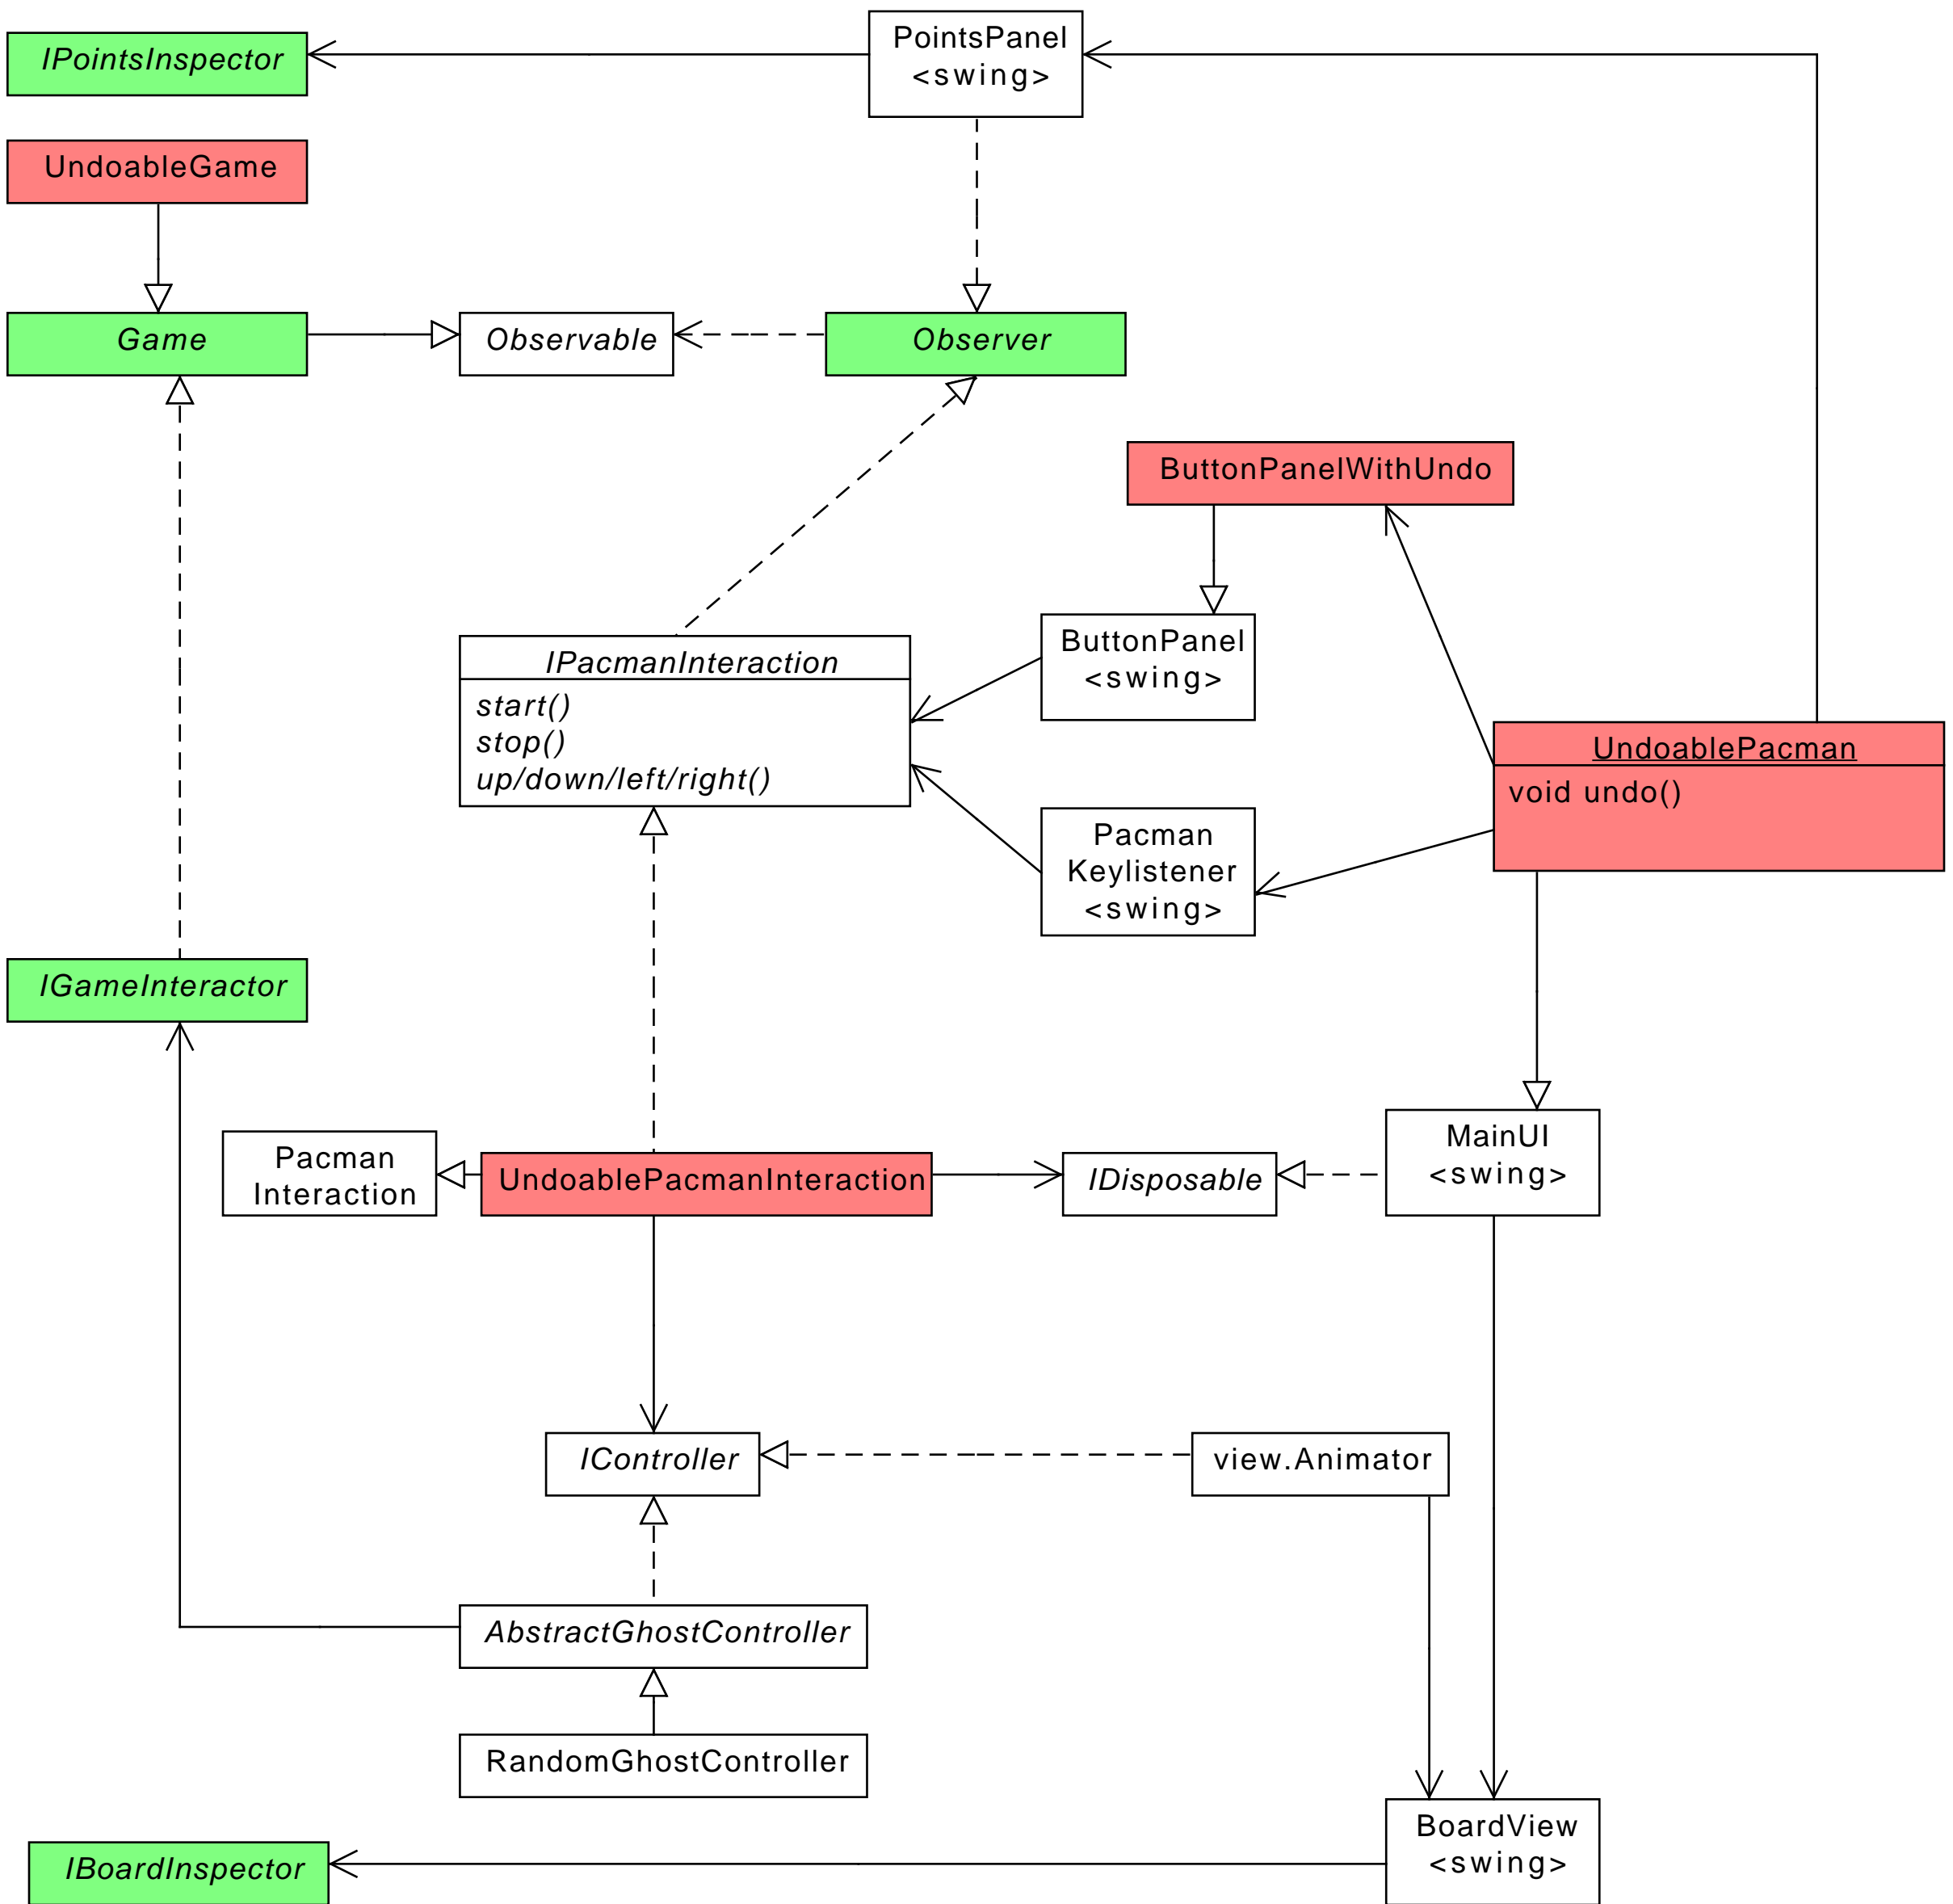 PointsPanel
<swing>
IPointsInspector
UndoableGame
Game
Observable
Observer
ButtonPanelWithUndo
ButtonPanel
<swing>
IPacmanInteraction
start()
stop()
up/down/left/right()
UndoablePacman
void undo()
Pacman
Keylistener
<swing>
IGameInteractor
Pacman
Interaction
UndoablePacmanInteraction
IDisposable
MainUI
<swing>
IController
view.Animator
AbstractGhostController
RandomGhostController
BoardView
<swing>
IBoardInspector